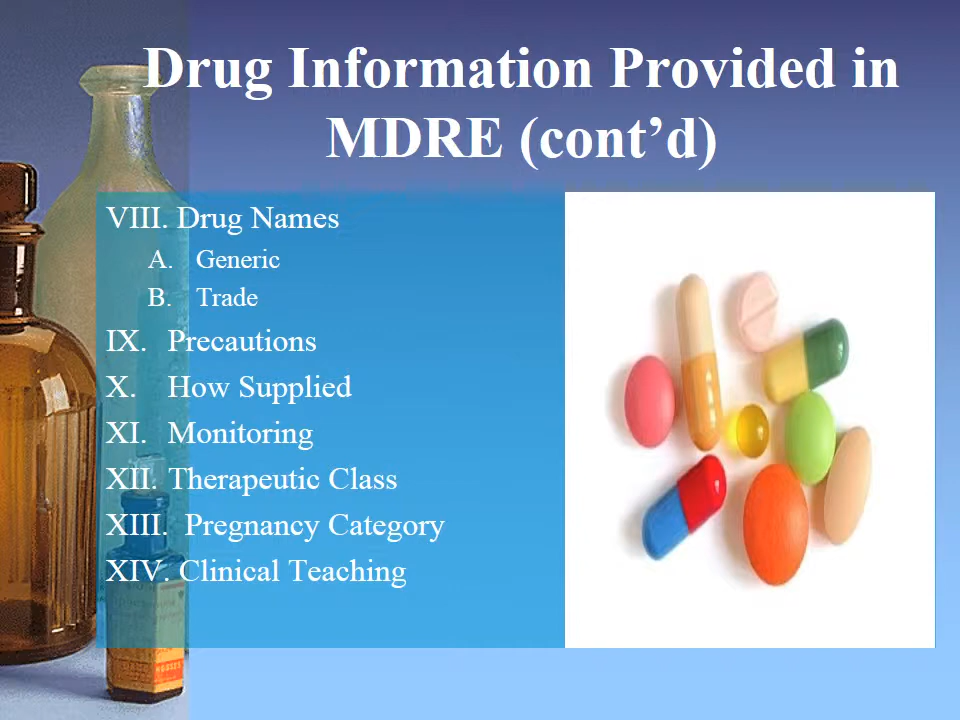 Drug Information Provided in
MDRE (cont’d)
VIII. Drug Names
A. Generic
B. Trade
IX. Precautions
X. How Supplied
XI. Monitoring
XII. Therapeutic Class
XIII. Pregnancy Category
XIV. Clinical Teaching